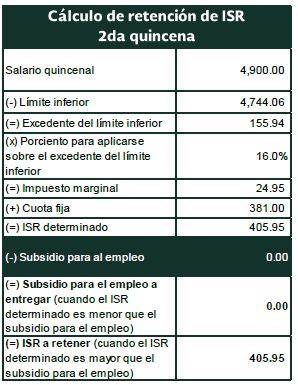 Cálculo de retención de ISR
2da quincena
Salario quincenal 4,900.00
(-) Límite inferior 4,744.06
(=) Excedente del límite inferior 155.94
(x) Porciento para aplicarse
sobre el excedente del límite
inferior 16.0%
(=) Impuesto marginal 24.95
(+) Cuota fija 381.00
(=) ISR determinado 405.95
(-) Subsidio para al empleo 0.00
(=) Subsidio para el empleo a
entregar (cuando el ISR
determinado es menor que el
subsidio para el empleo) 0.00
(=) ISR a retener (cuando el ISR
determinado es mayor que el
subsidio para el empleo) 405.95